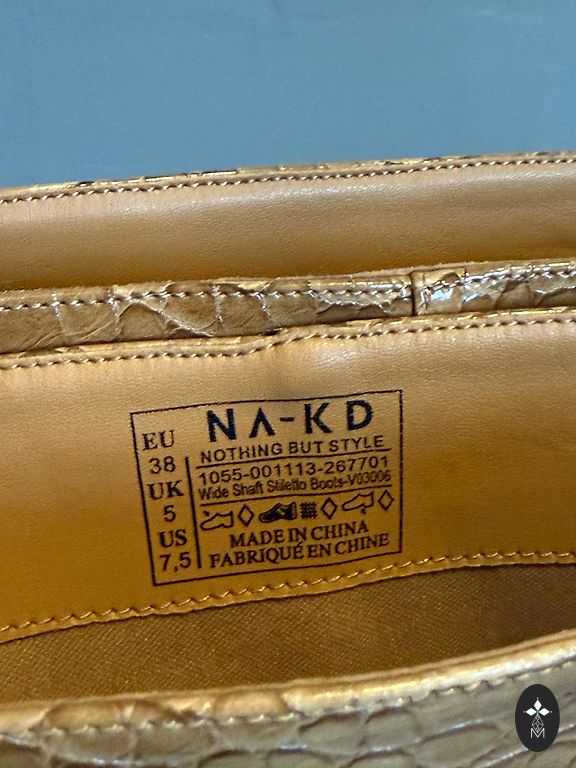 EU
38
UK
5
US
7,5
NA-KD
NOTHING BUT STYLE
1055-001113-267701
Wide Shaft Stiletto Boots-V03006
MADE IN CHINA
FABRIQUÉ EN CHINE
M